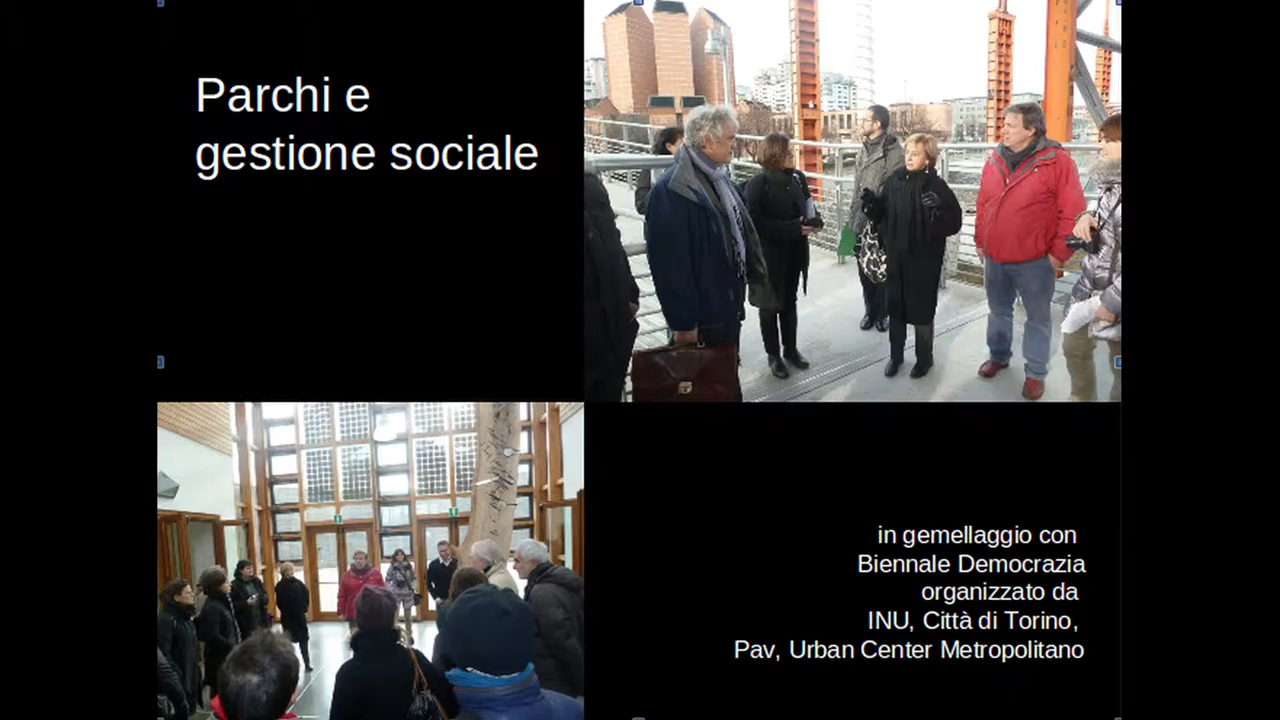 Parchi e
gestione sociale
in gemellaggio con
Biennale Democrazia
organizzato da
INU, Città di Torino,
Pav, Urban Center Metropolitano